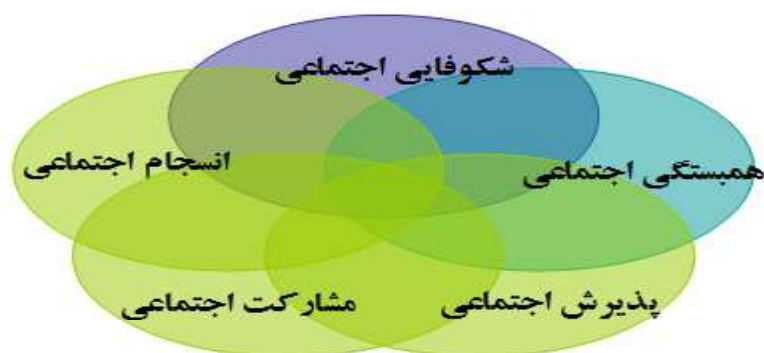 شکوفایی اجتماعی
همبستگی اجتماعی
انسجام اجتماعی
پذیرش اجتماعی
مشارکت اجتماعی